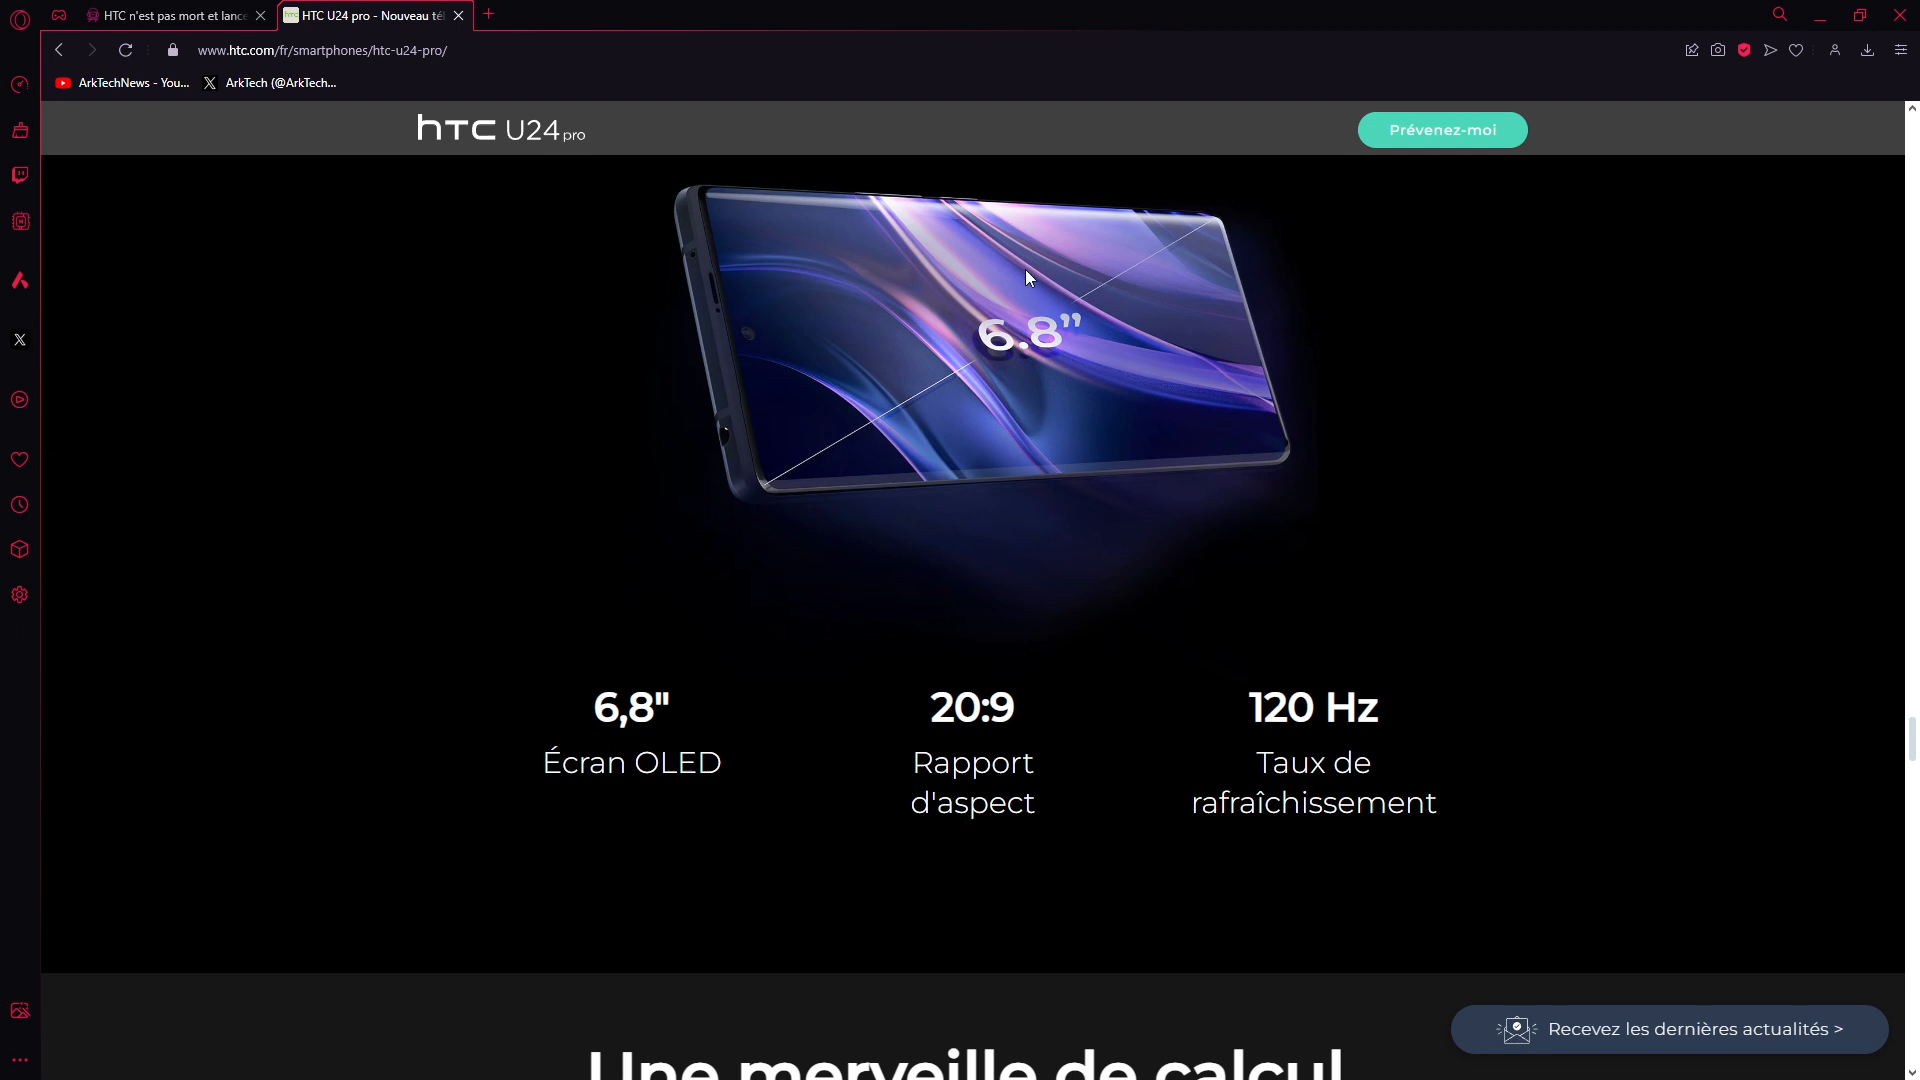 HTC n'est pas mort et lance
HTC U24 pro - Nouveau tél
www.htc.com/fr/smartphones/htc-u24-pro/
ArkTechNews - You...
ArkTech (@ArkTech...
hTC U24 pro
Prévenez-moi
6.8”
6,8"
20:9
120 Hz
Écran OLED
Rapport
d'aspect
Taux de
rafraîchissement
Recevez les dernières actualités >
Une merveille de calcul